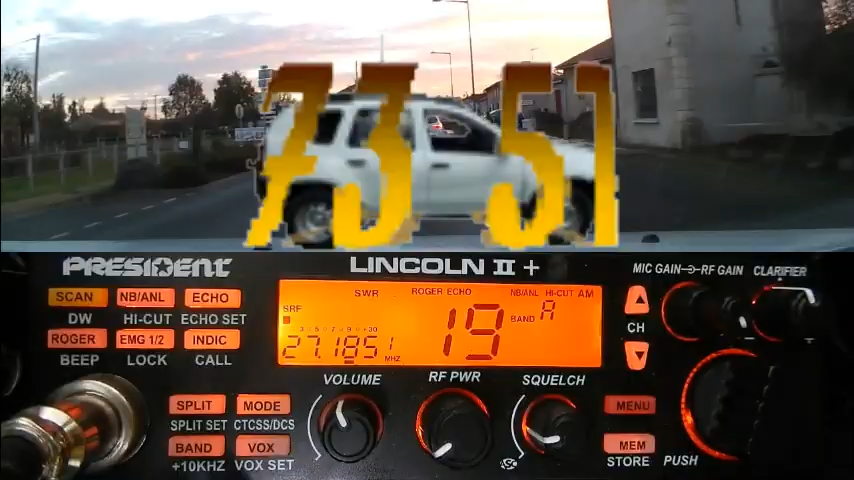 73 51
PRESIDENT
LINCOLN II +
MIC GAIN RF GAIN CLARIFIER
SCAN NB/ANL ECHO
DW HI-CUT ECHO SET
ROGER EMG 1/2 INDIC
BEEP LOCK CALL
SWR ROGER ECHO NB/ANL HI-CUT AM
SRF
19 BAND A
27.185 MHZ
CH
VOLUME RF PWR SQUELCH
SPLIT MODE
SPLIT SET CTCSS/DCS
BAND VOX
+10KHZ VOX SET
MENU
MEM
STORE PUSH